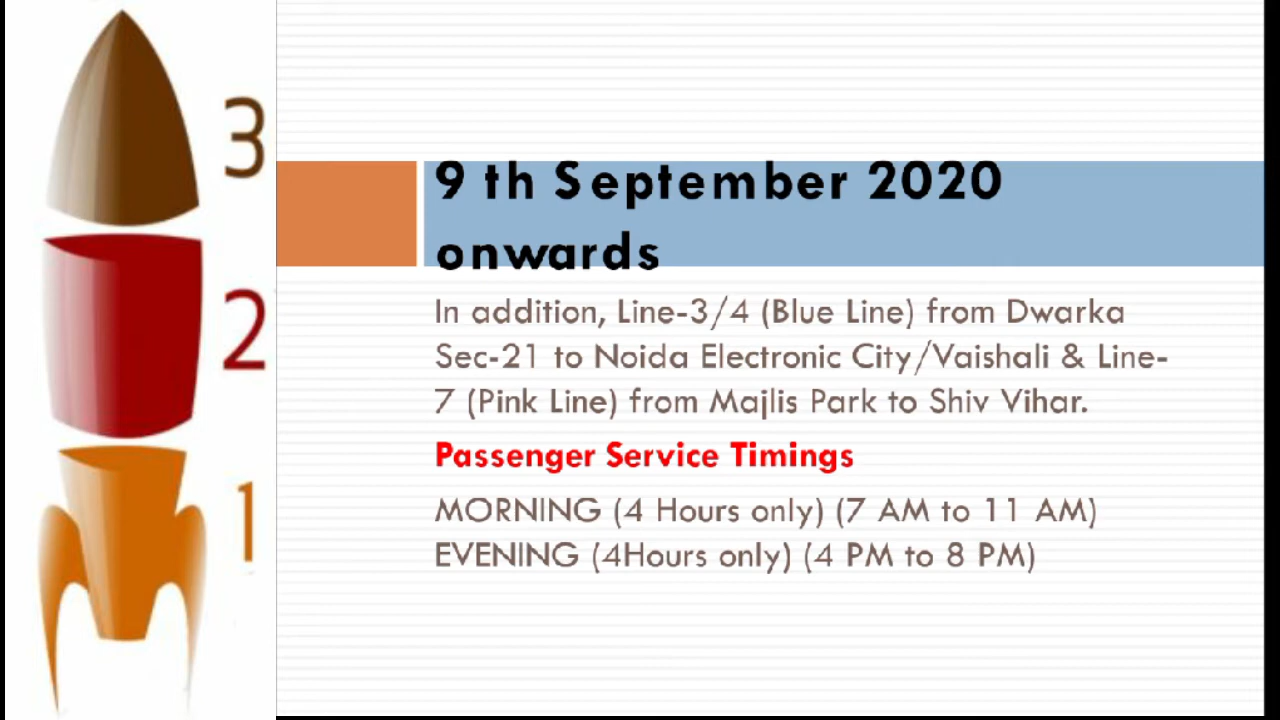 3
2
1
9 th September 2020
onwards
In addition, Line-3/4 (Blue Line) from Dwarka
Sec-21 to Noida Electronic City/Vaishali & Line-
7 (Pink Line) from Majlis Park to Shiv Vihar.
Passenger Service Timings
MORNING (4 Hours only) (7 AM to 11 AM)
EVENING (4Hours only) (4 PM to 8 PM)